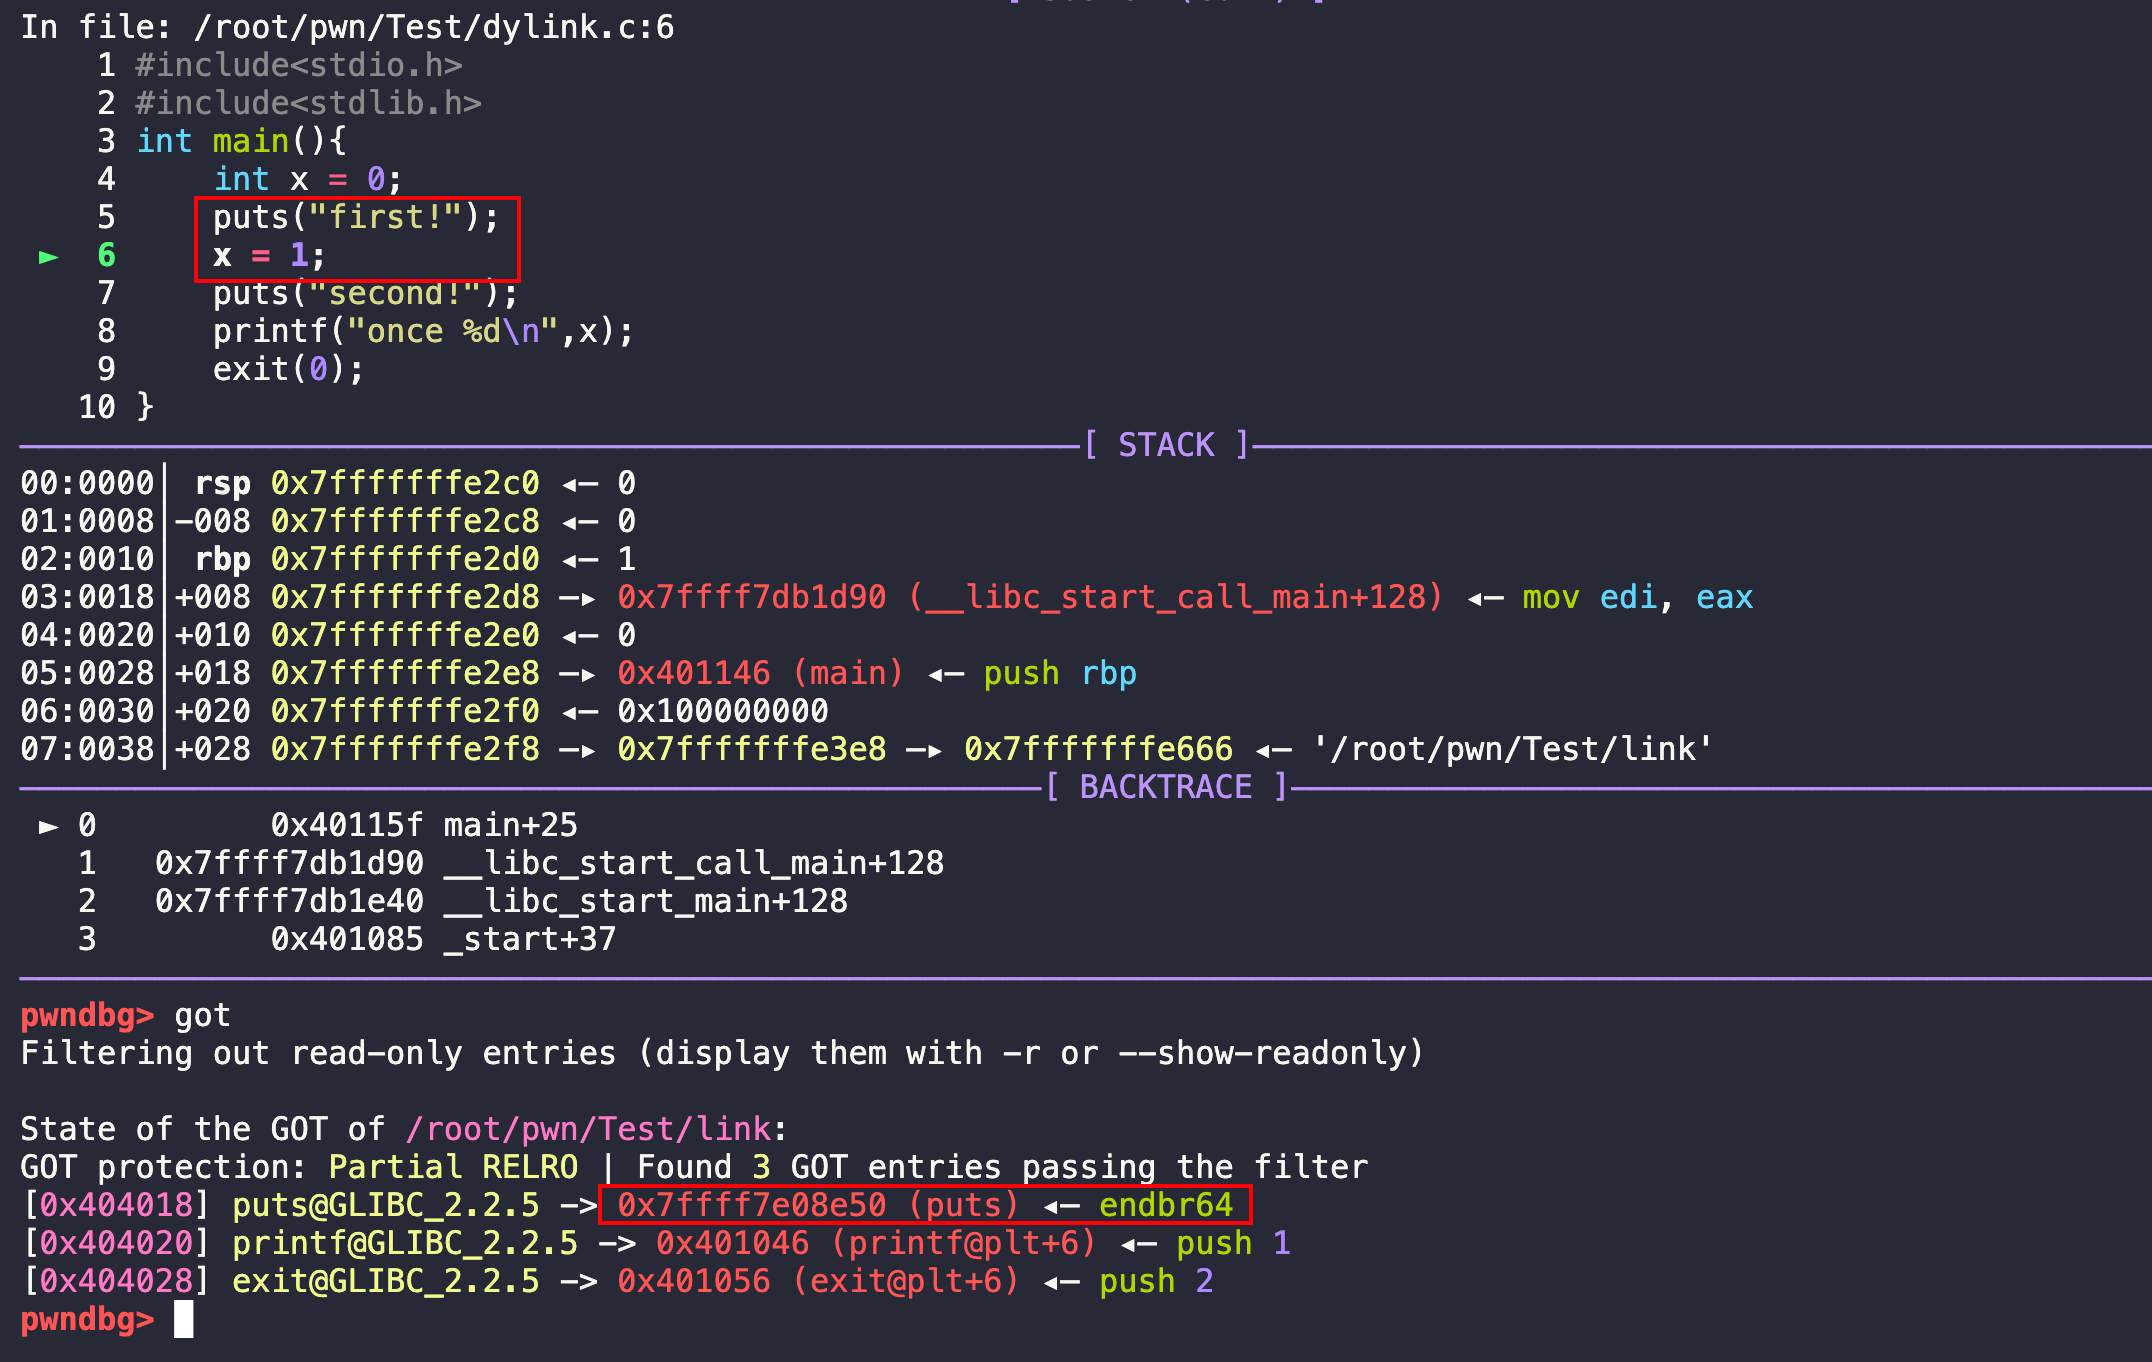 In file: /root/pwn/Test/dylink.c:6
1 #include<stdio.h>
2 #include<stdlib.h>
3 int main(){
4 int x = 0;
5 puts("first!");
► 6 x = 1;
7 puts("second!");
8 printf("once %d\n",x);
9 exit(0);
10 }
[ STACK ]
00:0000│ rsp 0x7fffffffe2c0 ◂— 0
01:0008│-008 0x7fffffffe2c8 ◂— 0
02:0010│ rbp 0x7fffffffe2d0 ◂— 1
03:0018│+008 0x7fffffffe2d8 —▸ 0x7ffff7db1d90 (__libc_start_call_main+128) ◂— mov edi, eax
04:0020│+010 0x7fffffffe2e0 ◂— 0
05:0028│+018 0x7fffffffe2e8 —▸ 0x401146 (main) ◂— push rbp
06:0030│+020 0x7fffffffe2f0 ◂— 0x100000000
07:0038│+028 0x7fffffffe2f8 —▸ 0x7fffffffe3e8 —▸ 0x7fffffffe666 ◂— '/root/pwn/Test/link'
[ BACKTRACE ]
► 0 0x40115f main+25
1 0x7ffff7db1d90 __libc_start_call_main+128
2 0x7ffff7db1e40 __libc_start_main+128
3 0x401085 _start+37
pwndbg> got
Filtering out read-only entries (display them with -r or --show-readonly)
State of the GOT of /root/pwn/Test/link:
GOT protection: Partial RELRO | Found 3 GOT entries passing the filter
[0x404018] puts@GLIBC_2.2.5 -> 0x7ffff7e08e50 (puts) ◂— endbr64
[0x404020] printf@GLIBC_2.2.5 -> 0x401046 (printf@plt+6) ◂— push 1
[0x404028] exit@GLIBC_2.2.5 -> 0x401056 (exit@plt+6) ◂— push 2
pwndbg>